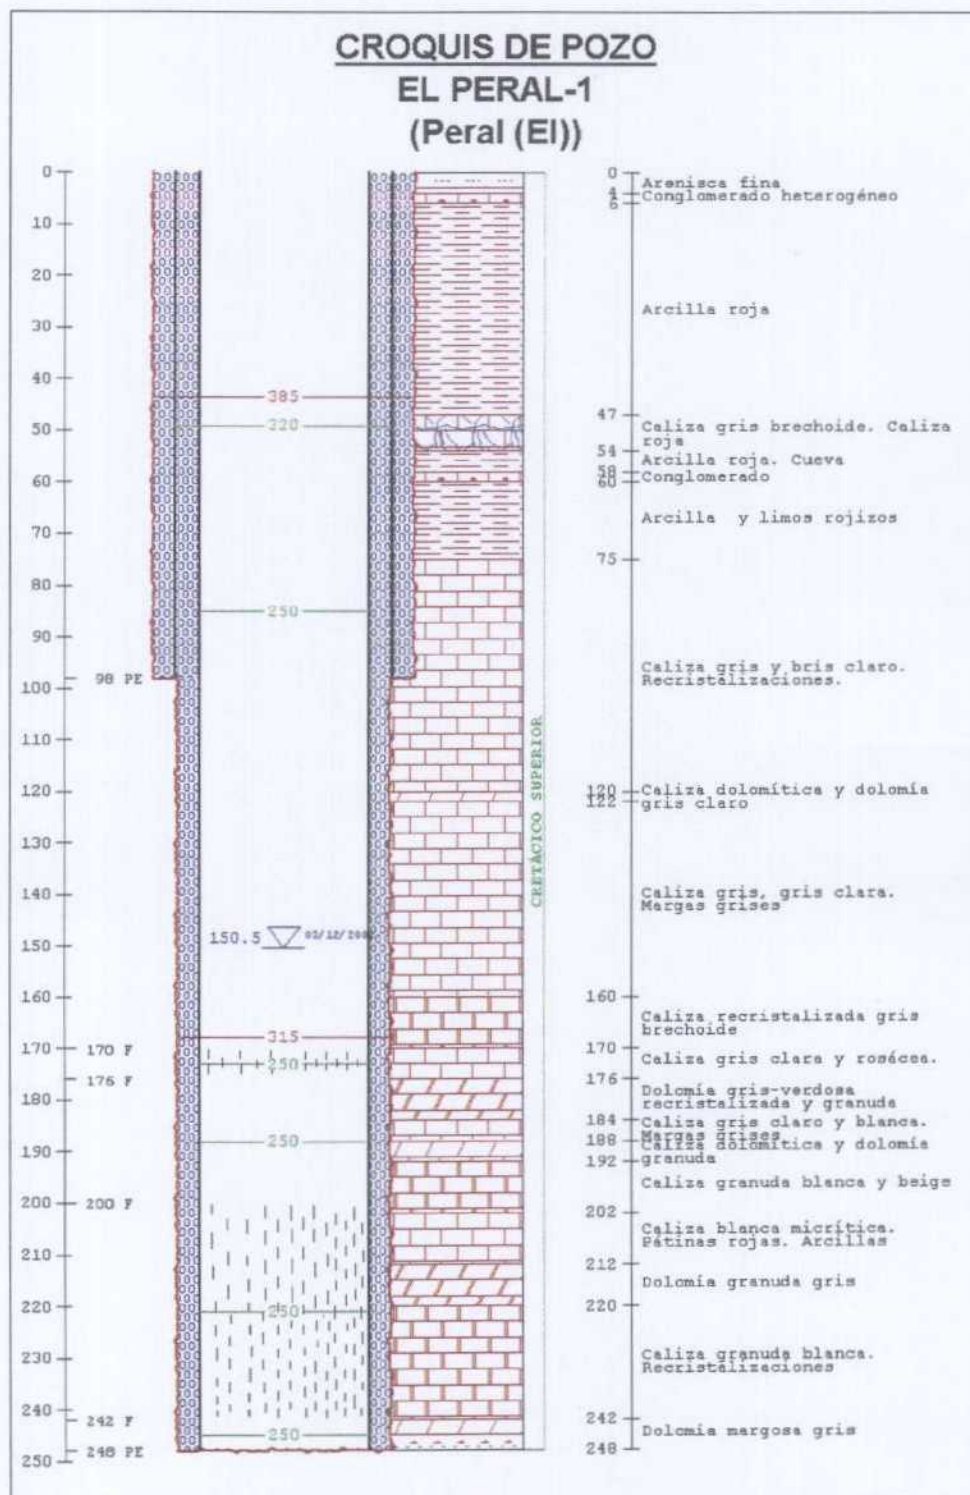 CROQUIS DE POZO
EL PERAL-1
(Peral (El))
0
10
20
30
40
50
60
70
80
90
100
110
120
130
140
150
160
170
180
190
200
210
220
230
240
250
98 PE
170 F
176 F
200 F
242 F
248 PE
385
320
250
150.5
315
250
250
250
250
CRETÁCICO SUPERIOR
0
4
6
47
54
58
60
75
120
122
160
170
176
184
188
192
202
212
220
242
248
Arenisca fina
Conglomerado heterogéneo
Arcilla roja
Caliza gris brechoide. Caliza
roja
Arcilla roja. Cueva
Conglomerado
Arcilla y limos rojizos
Caliza gris y bris claro.
Recristalizaciones.
Caliza dolomítica y dolomía
gris claro
Caliza gris, gris clara.
Margas grises
Caliza recristalizada gris
brechoide
Caliza gris clara y rosácea.
Dolomía gris-verdosa
recristalizada y granuda
Caliza gris claro y blanca.
Margas grises
Caliza dolomítica y dolomía
granuda
Caliza granuda blanca y beige
Caliza blanca micrítica.
Pátinas rojas. Arcillas
Dolomía granuda gris
Caliza granuda blanca.
Recristalizaciones
Dolomía margosa gris